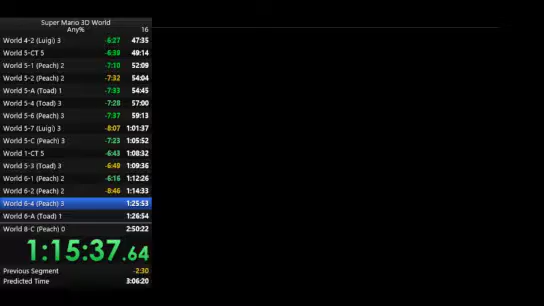 Super Mario 3D World
Any% 16
World 4-2 (Luigi) 3 -6:27 47:35
World 5-CT 5 -6:39 49:14
World 5-1 (Peach) 2 -7:10 52:09
World 5-2 (Peach) 2 -7:32 54:04
World 5-A (Toad) 1 -7:33 54:45
World 5-4 (Toad) 3 -7:28 57:00
World 5-6 (Peach) 3 -7:37 59:13
World 5-7 (Luigi) 3 -8:07 1:01:37
World 5-C (Peach) 3 -7:23 1:05:52
World 1-CT 5 -6:43 1:08:32
World 5-3 (Toad) 3 -6:49 1:09:36
World 6-1 (Peach) 2 -6:16 1:12:26
World 6-2 (Peach) 2 -8:46 1:14:33
World 6-4 (Peach) 3 1:25:53
World 6-A (Toad) 1 1:26:54
World 8-C (Peach) 0 2:50:22
1:15:37.64
Previous Segment -2:30
Predicted Time 3:06:20